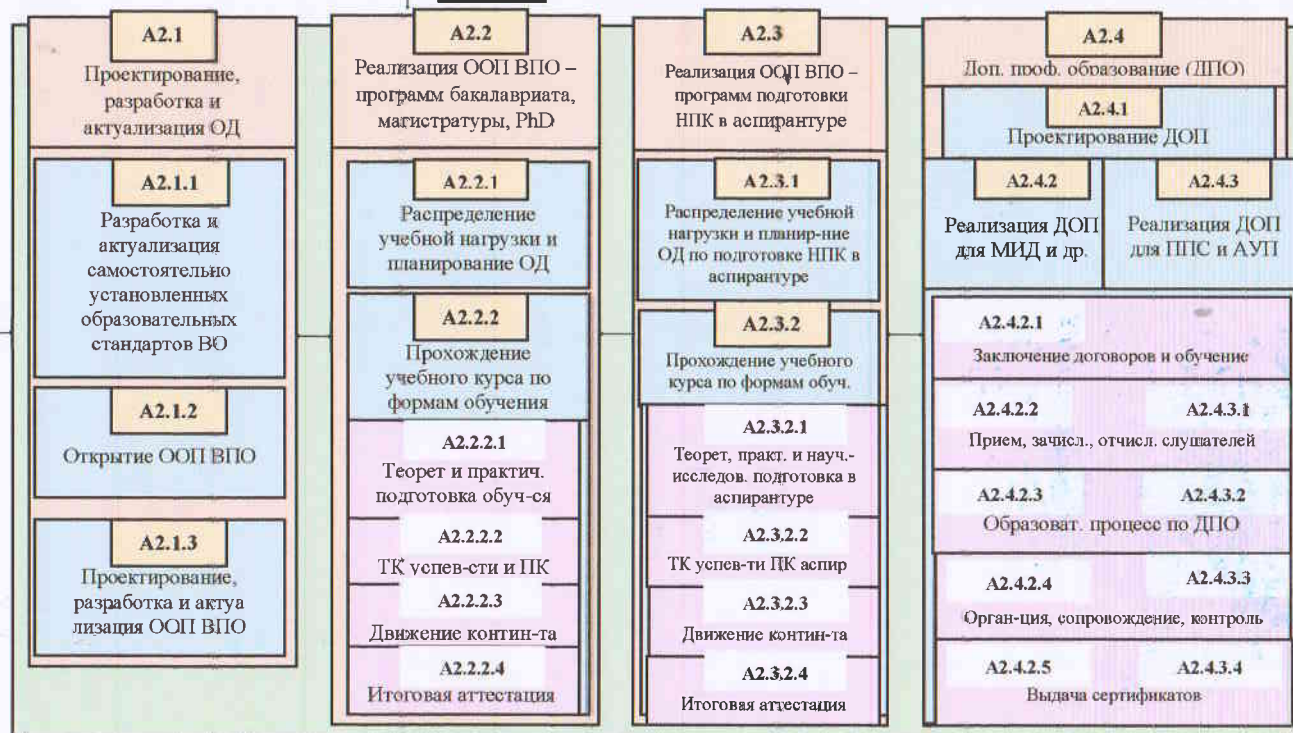 A2.1
Проектирование,
разработка и
актуализация ОД
A2.1.1
Разработка и
актуализация
самостоятельно
установленных
образовательных
стандартов ВО
A2.1.2
Открытие ООП ВПО
A2.1.3
Проектирование,
разработка и актуа
лизация ООП ВПО
A2.2
Реализация ООП ВПО –
программ бакалавриата,
магистратуры, PhD
A2.2.1
Распределение
учебной нагрузки и
планирование ОД
A2.2.2
Прохождение
учебного курса по
формам обучения
A2.2.2.1
Теорет и практич.
подготовка обуч-ся
A2.2.2.2
ТК успев-сти и ПК
A2.2.2.3
Движение контин-та
A2.2.2.4
Итоговая аттестация
A2.3
Реализация ООП ВПО –
программ подготовки
НПК в аспирантуре
A2.3.1
Распределение учебной
нагрузки и планир-ние
ОД по подготовке НПК в
аспирантуре
A2.3.2
Прохождение учебного
курса по формам обуч.
A2.3.2.1
Теорет, практ. и науч.-
исследов. подготовка в
аспирантуре
A2.3.2.2
ТК успев-ти ПК аспир
A2.3.2.3
Движение контин-та
A2.3.2.4
Итоговая аттестация
A2.4
Доп. проф. образование (ДПО)
A2.4.1
Проектирование ДОП
A2.4.2
Реализация ДОП
для МИД и др.
A2.4.3
Реализация ДОП
для ППС и АУП
A2.4.2.1
Заключение договоров и обучение
A2.4.2.2 A2.4.3.1
Прием, зачисл., отчисл. слушателей
A2.4.2.3 A2.4.3.2
Образоват. процесс по ДПО
A2.4.2.4 A2.4.3.3
Орган-ция, сопровождение, контроль
A2.4.2.5 A2.4.3.4
Выдача сертификатов